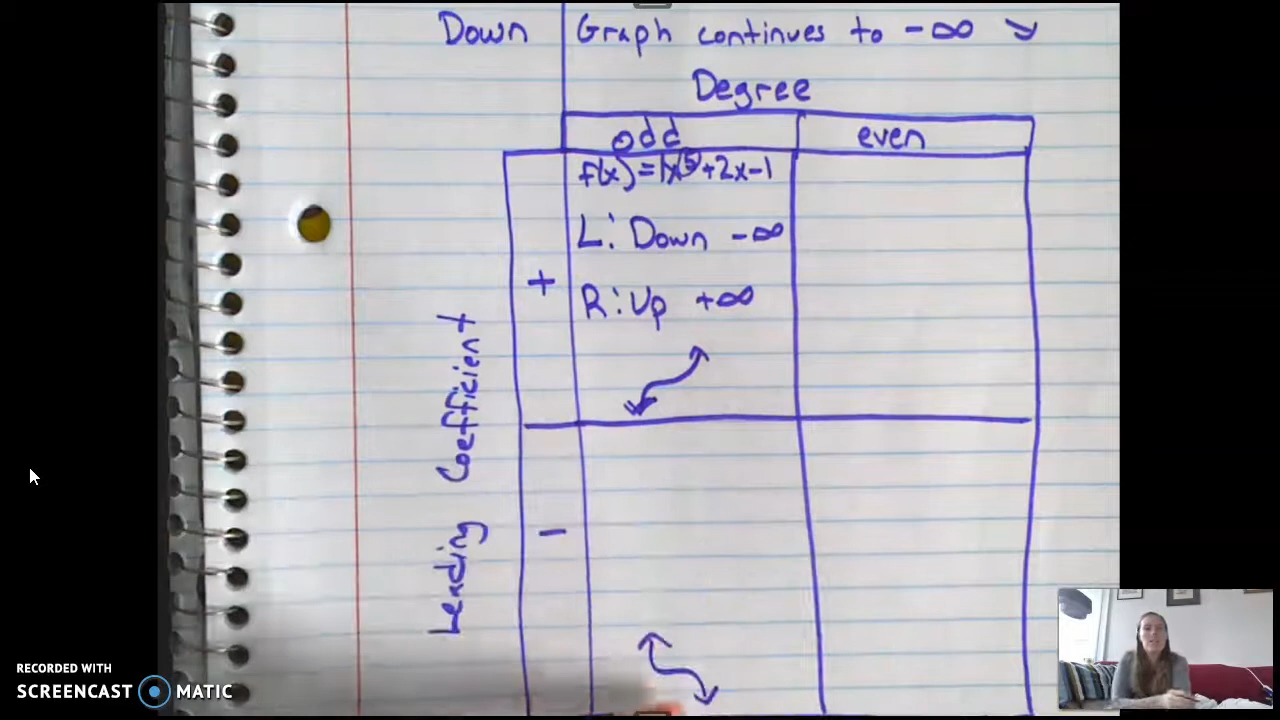 Down Graph continues to -∞ ↘
Degree
odd even
f(x) = 1x⁵+2x-1
L: Down -∞
+
R: Up +∞
Leading Coefficient
-
RECORDED WITH
SCREENCAST MATIC